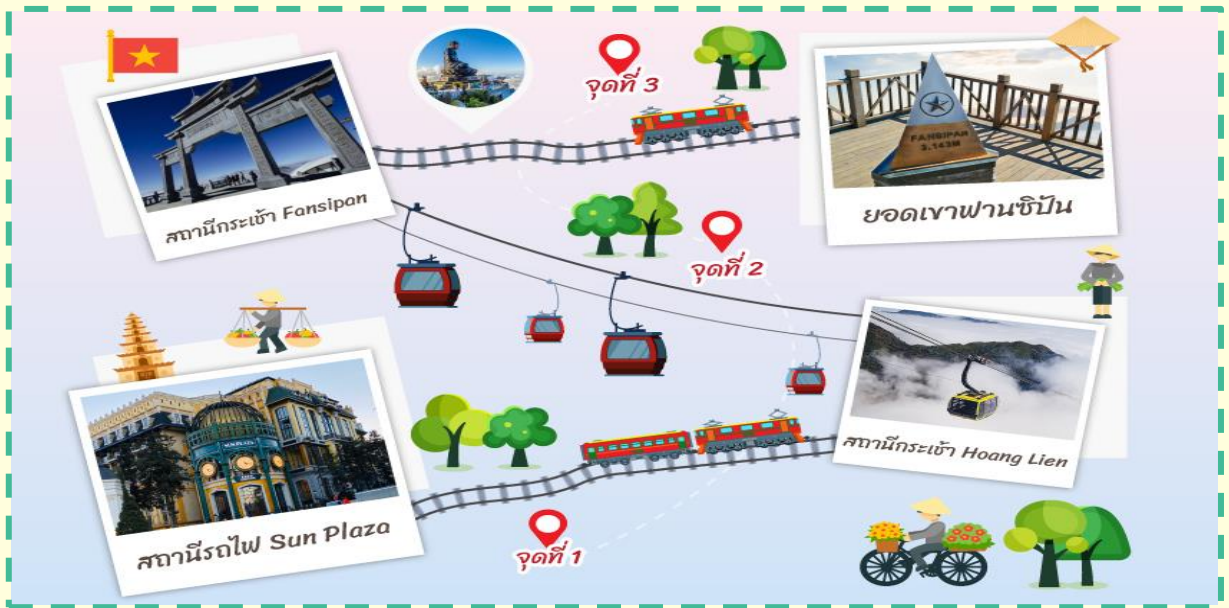 จุดที่ 3
FANSIPAN
3.143M
สถานีกระเช้า Fansipan
ยอดเขาฟานซิปัน
จุดที่ 2
SUN PLAZA
สถานีกระเช้า Hoang Lien
สถานีรถไฟ Sun Plaza
จุดที่ 1